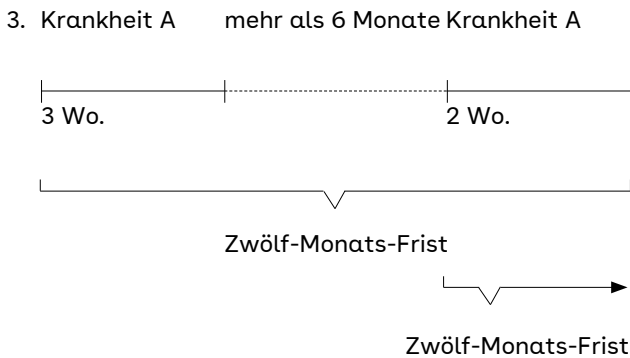 3. Krankheit A mehr als 6 Monate Krankheit A
3 Wo. 2 Wo.
Zwölf-Monats-Frist
Zwölf-Monats-Frist